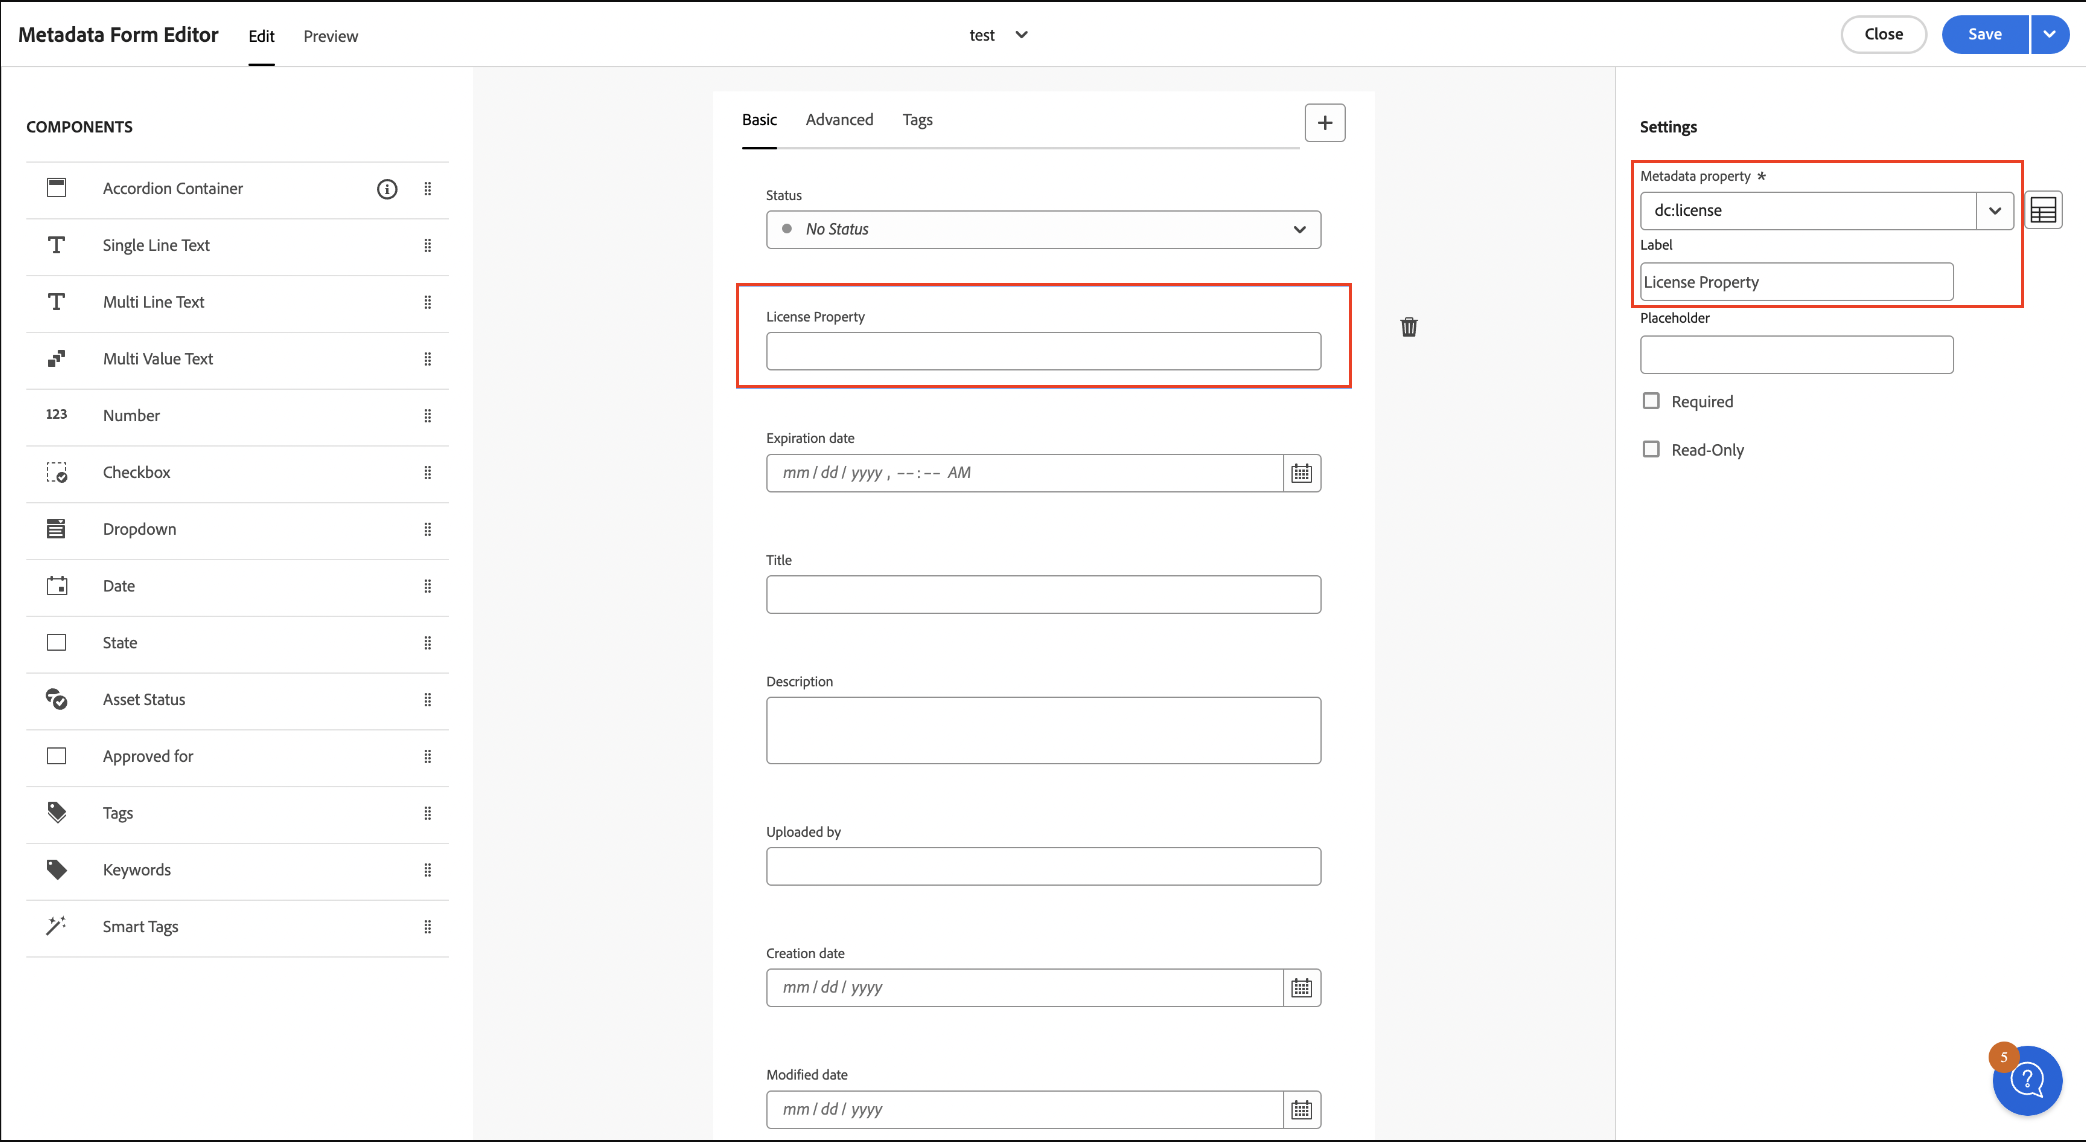 Metadata Form Editor
Edit
Preview
test
Close
Save
COMPONENTS
Accordion Container
Single Line Text
Multi Line Text
Multi Value Text
123 Number
Checkbox
Dropdown
Date
State
Asset Status
Approved for
Tags
Keywords
Smart Tags
Basic
Advanced
Tags
Status
No Status
License Property
Expiration date
mm / dd / yyyy , --:-- AM
Title
Description
Uploaded by
Creation date
mm / dd / yyyy
Modified date
mm / dd / yyyy
Settings
Metadata property *
dc:license
Label
License Property
Placeholder
Required
Read-Only
5